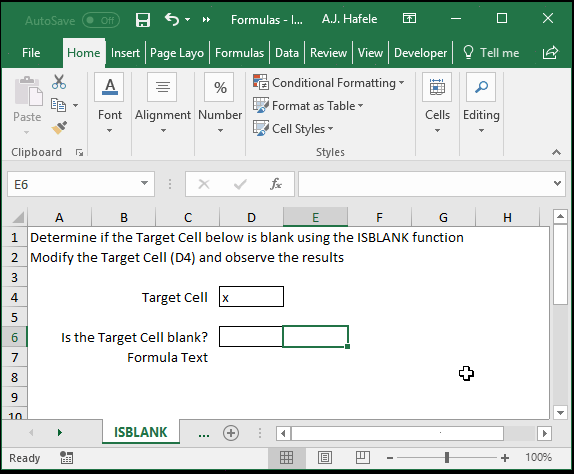 AutoSave Off Formulas - I... A.J. Hafele
File Home Insert Page Layo Formulas Data Review View Developer Tell me
Paste
Clipboard
A
Font
Alignment
%
Number
Conditional Formatting
Format as Table
Cell Styles
Styles
Cells
Editing
E6 fx
A B C D E F G H
1 Determine if the Target Cell below is blank using the ISBLANK function
2 Modify the Target Cell (D4) and observe the results
3
4 Target Cell x
5
6 Is the Target Cell blank?
7 Formula Text
8
9
10
ISBLANK ...
Ready 100%